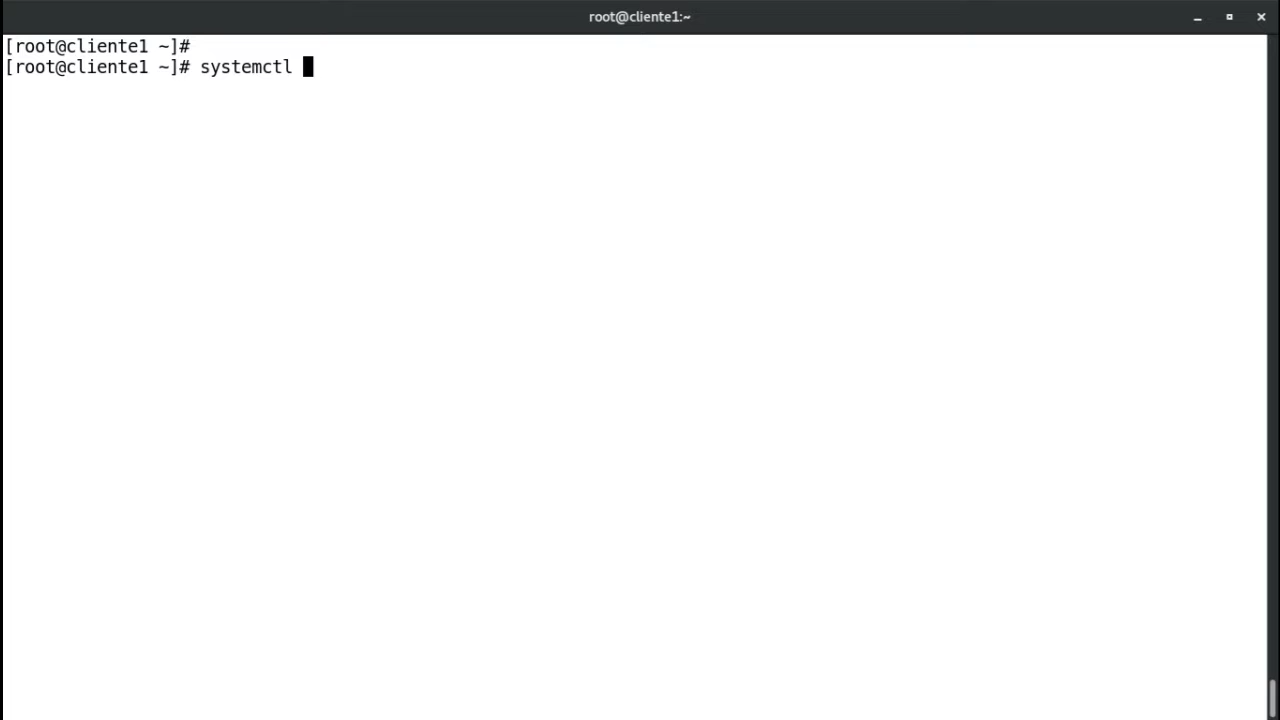 root@cliente1:~
[root@cliente1 ~]#
[root@cliente1 ~]# systemctl